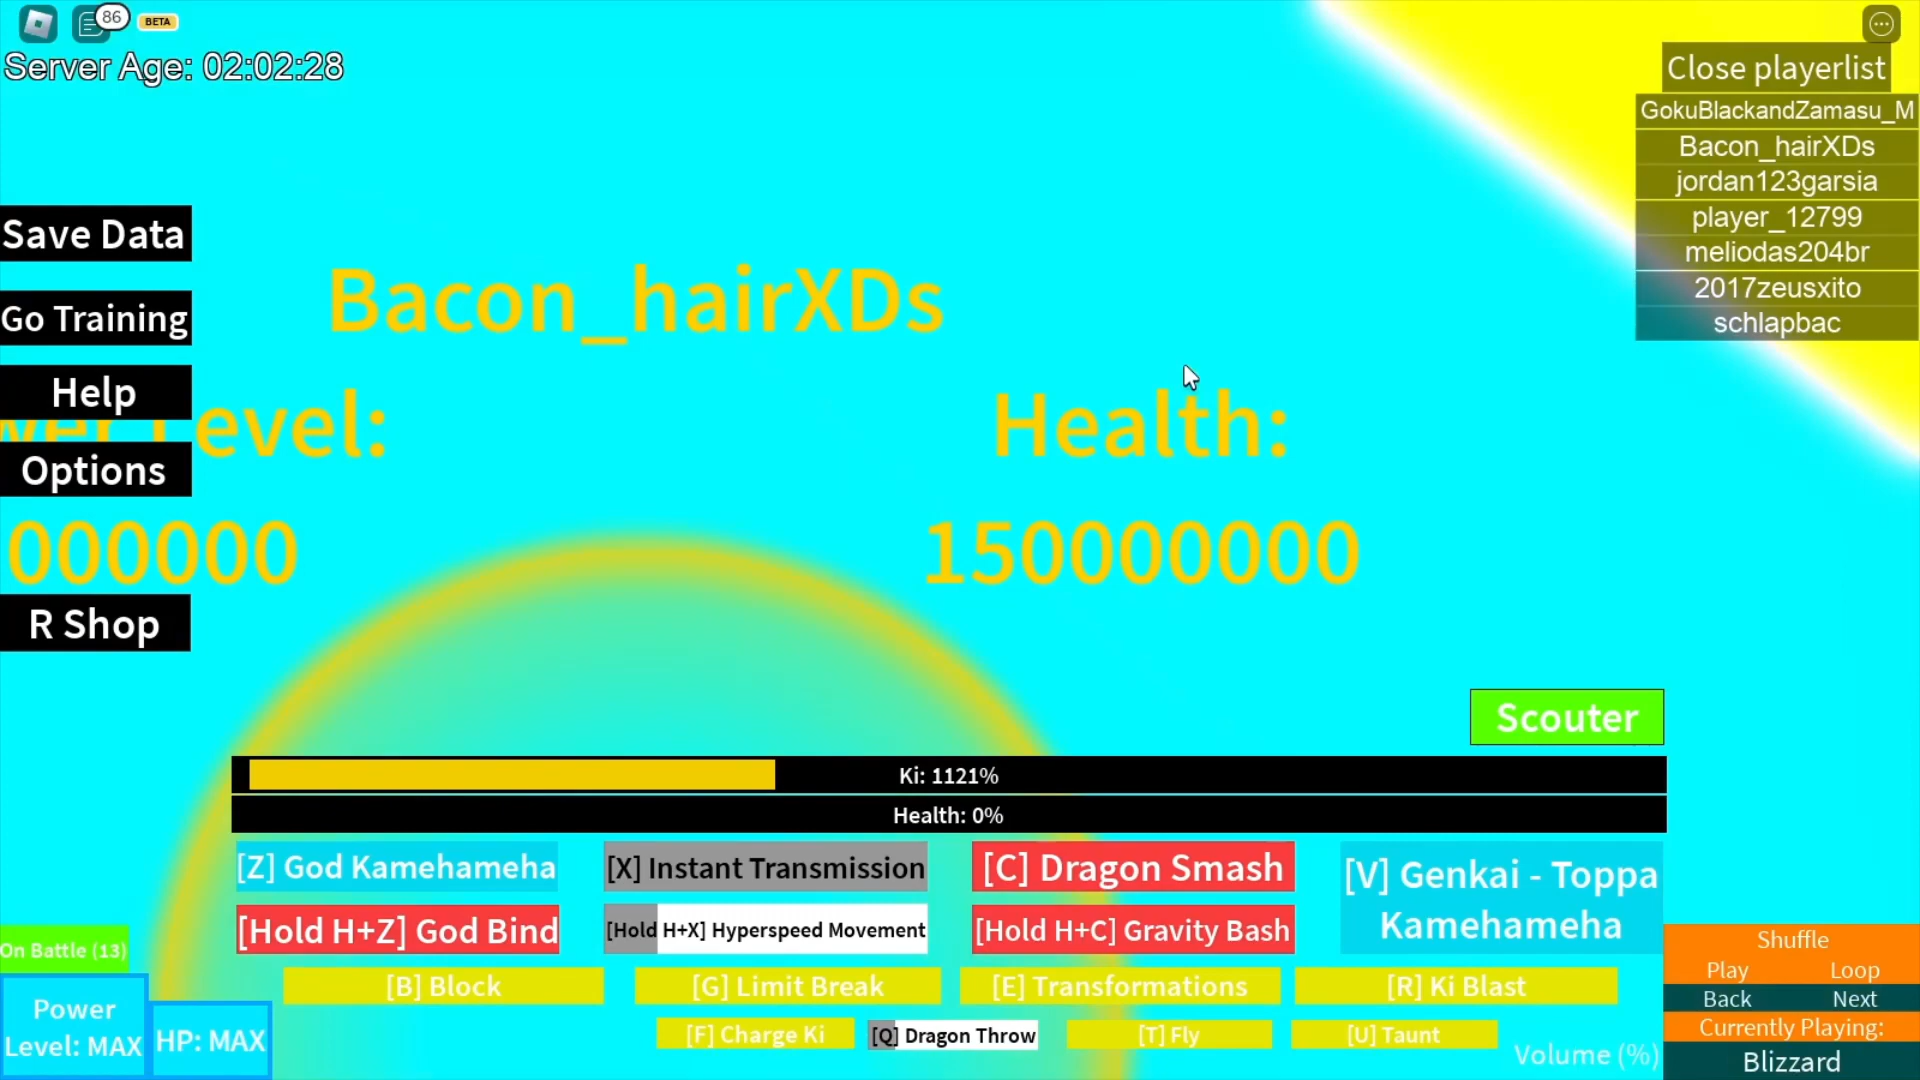 86
BETA
Server Age: 02:02:28
Close playerlist
GokuBlackandZamasu_M
Bacon_hairXDs
jordan123garsia
player_12799
meliodas204br
2017zeusxito
schlapbac
Save Data
Go Training
Help
Options
R Shop
Bacon_hairXDs
Level:
000000
Health:
150000000
Scouter
Ki: 1121%
Health: 0%
[Z] God Kamehameha
[X] Instant Transmission
[C] Dragon Smash
[V] Genkai - Toppa
Kamehameha
[Hold H+Z] God Bind
[Hold H+X] Hyperspeed Movement
[Hold H+C] Gravity Bash
[B] Block
[G] Limit Break
[E] Transformations
[R] Ki Blast
[F] Charge Ki
[Q] Dragon Throw
[T] Fly
[U] Taunt
On Battle (13)
Power
Level: MAX
HP: MAX
Volume (%)
Shuffle
Play
Loop
Back
Next
Currently Playing:
Blizzard